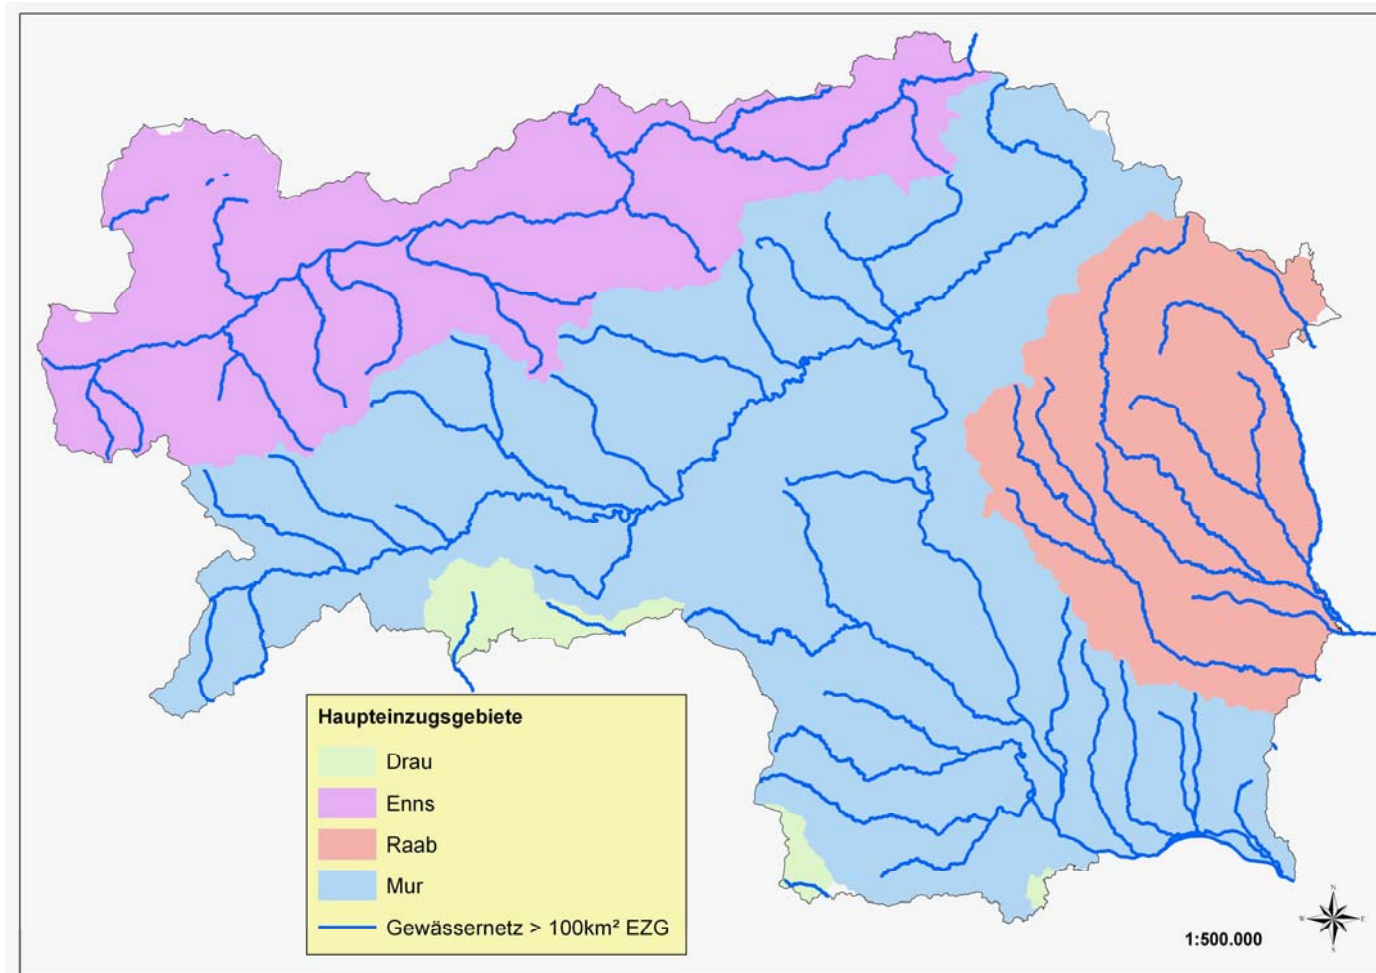 Haupteinzugsgebiete
Drau
Enns
Raab
Mur
Gewässernetz > 100km² EZG
1:500.000
N
W
E
S